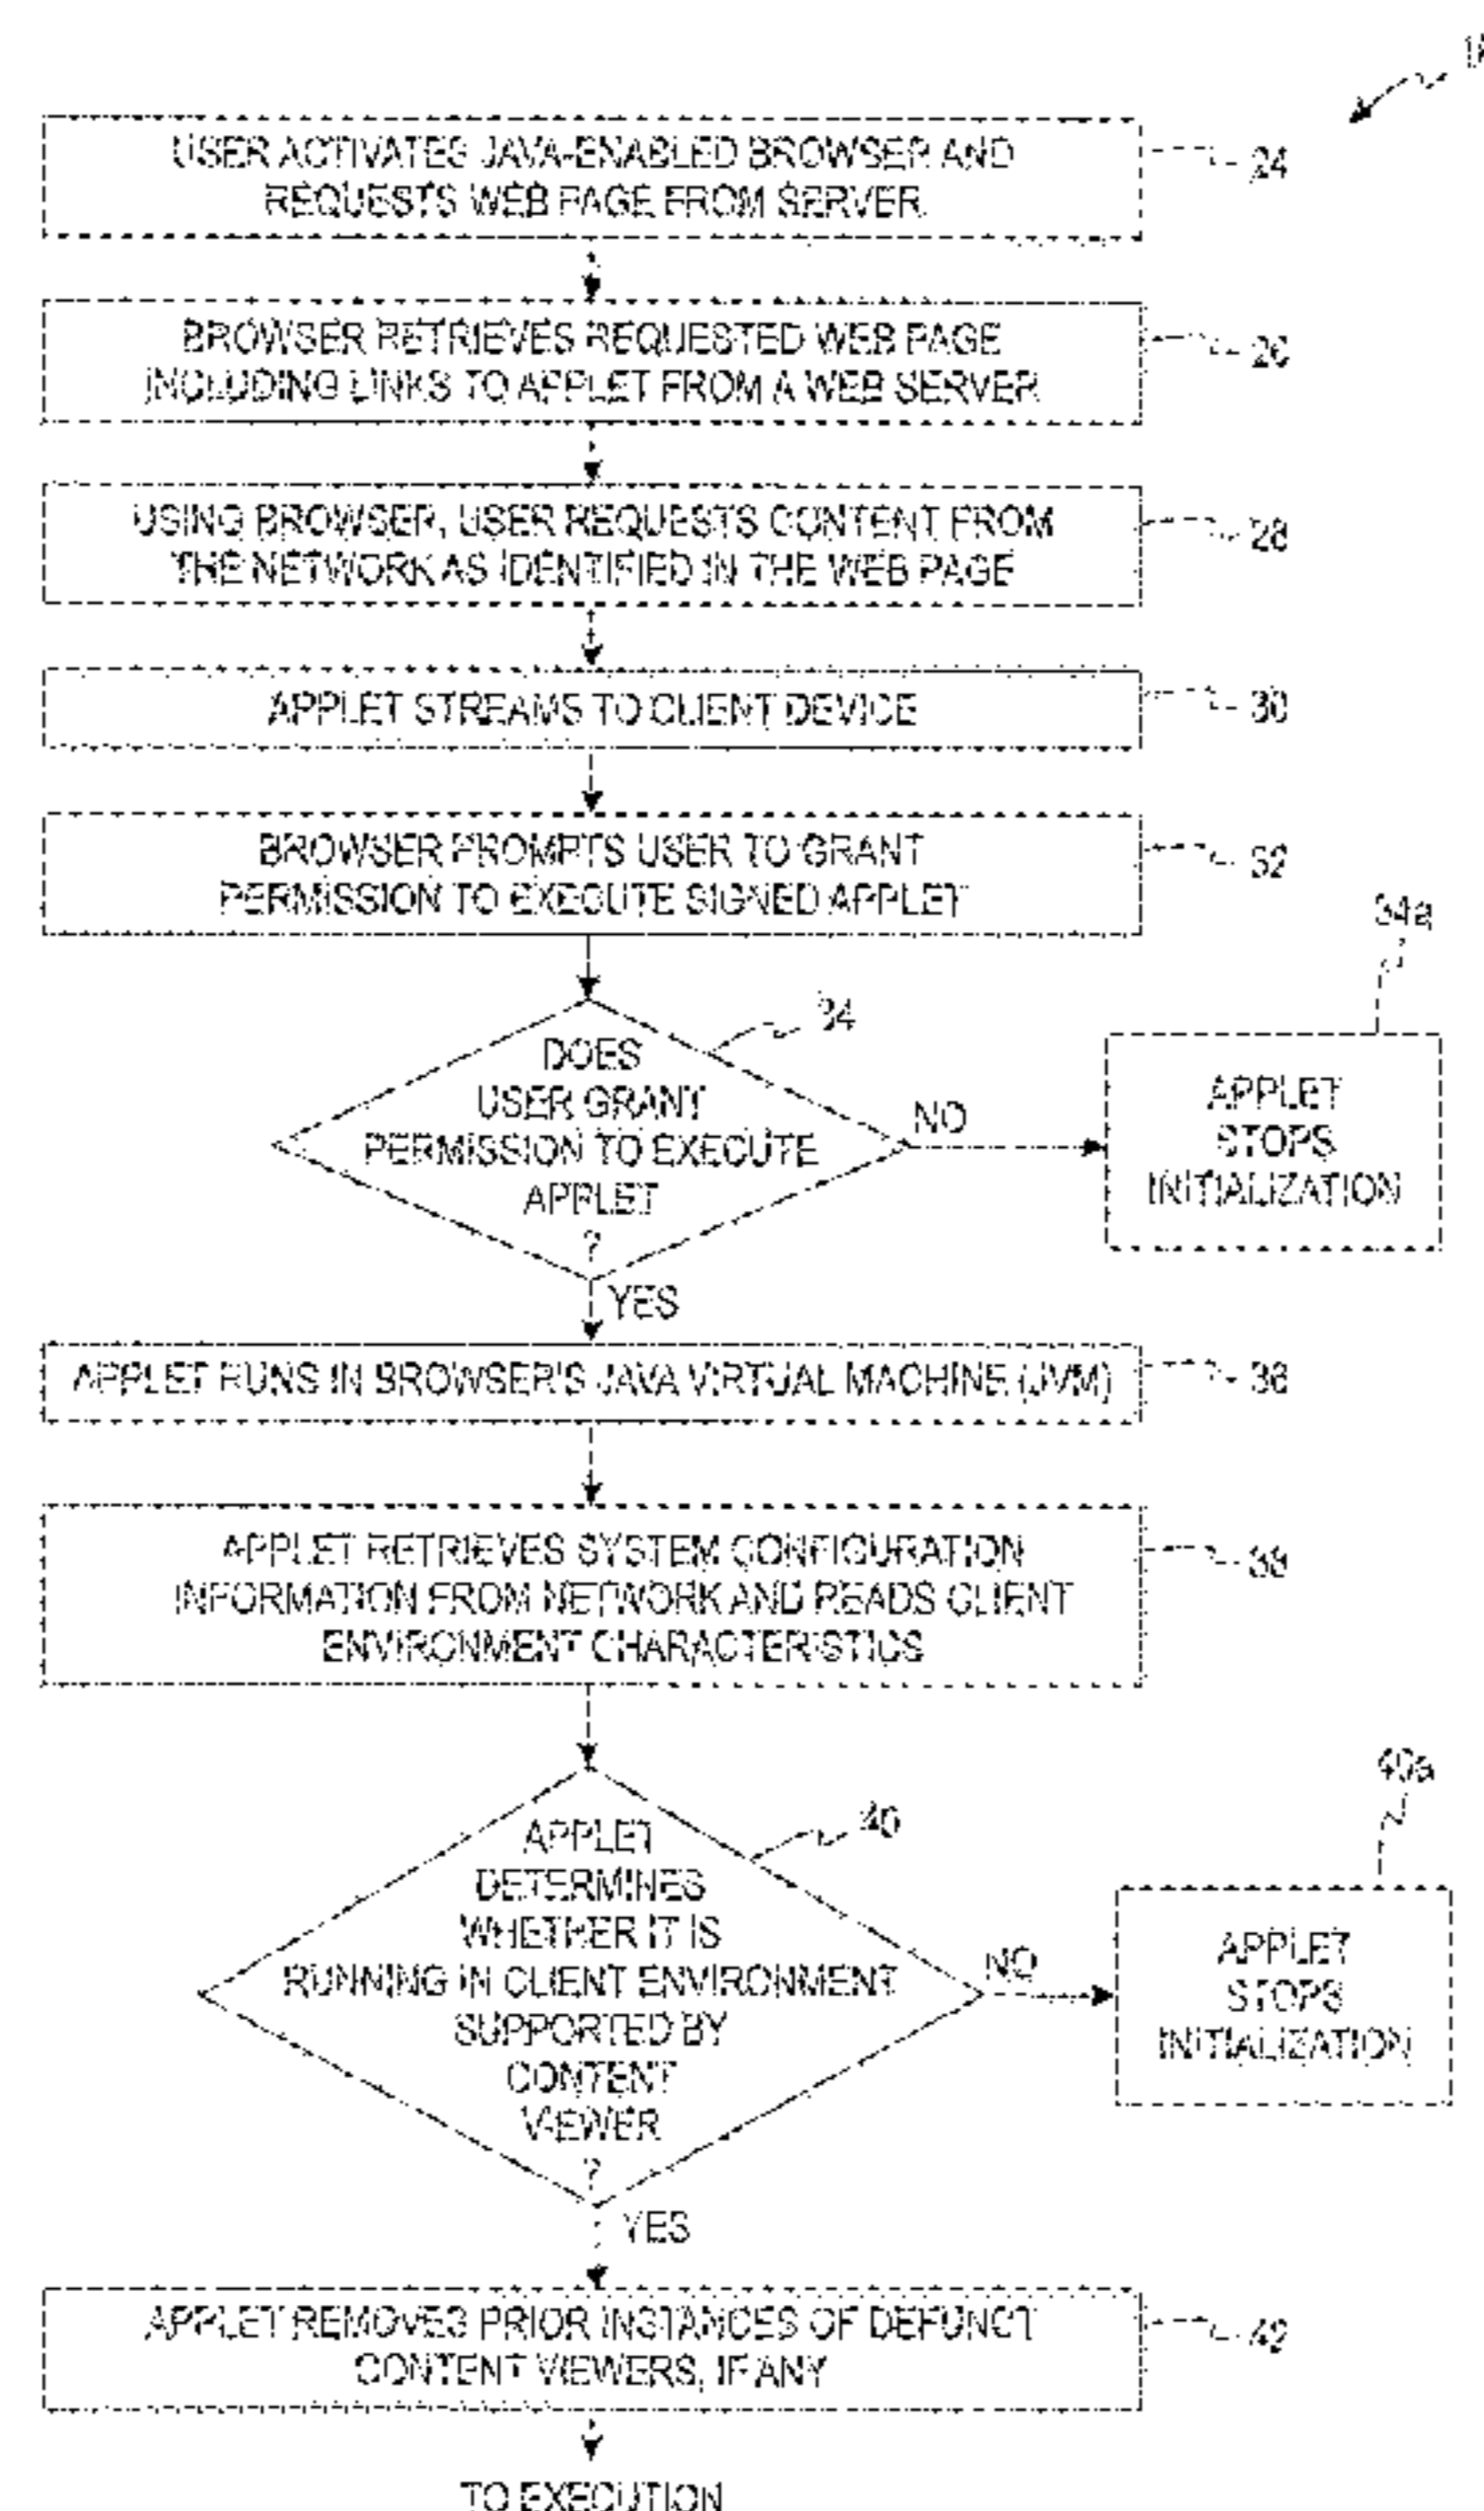 USER ACTIVATES JAVA-ENABLED BROWSER AND
REQUESTS WEB PAGE FROM SERVER
24
BROWSER RETRIEVES REQUESTED WEB PAGE
INCLUDING LINKS TO APPLET FROM A WEB SERVER
26
USING BROWSER, USER REQUESTS CONTENT FROM
THE NETWORK AS IDENTIFIED IN THE WEB PAGE
28
APPLET STREAMS TO CLIENT DEVICE
30
BROWSER PROMPTS USER TO GRANT
PERMISSION TO EXECUTE SIGNED APPLET
32
34a
34
DOES
USER GRANT
PERMISSION TO EXECUTE
APPLET
?
NO
APPLET
STOPS
INITIALIZATION
YES
APPLET RUNS IN BROWSER'S JAVA VIRTUAL MACHINE (JVM)
36
APPLET RETRIEVES SYSTEM CONFIGURATION
INFORMATION FROM NETWORK AND READS CLIENT
ENVIRONMENT CHARACTERISTICS
38
40a
40
APPLET
DETERMINES
WHETHER IT IS
RUNNING IN CLIENT ENVIRONMENT
SUPPORTED BY
CONTENT
VIEWER
?
NO
APPLET
STOPS
INITIALIZATION
YES
APPLET REMOVES PRIOR INSTANCES OF DEFUNCT
CONTENT VIEWERS, IF ANY
42
TO EXECUTION